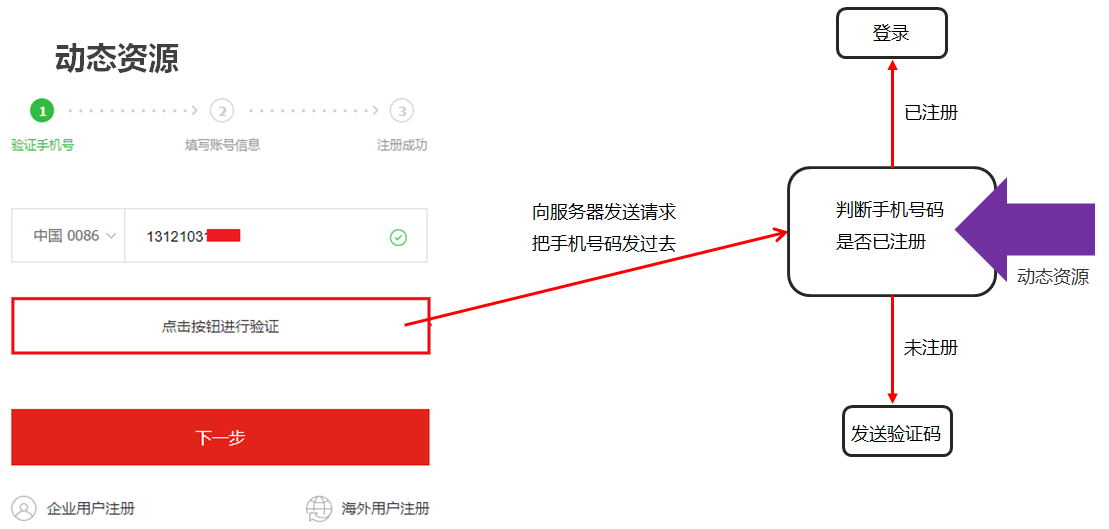 动态资源
1
2
3
验证手机号
填写账号信息
注册成功
中国 0086
13121031
点击按钮进行验证
下一步
企业用户注册
海外用户注册
向服务器发送请求
把手机号码发过去
登录
已注册
判断手机号码
是否已注册
动态资源
未注册
发送验证码